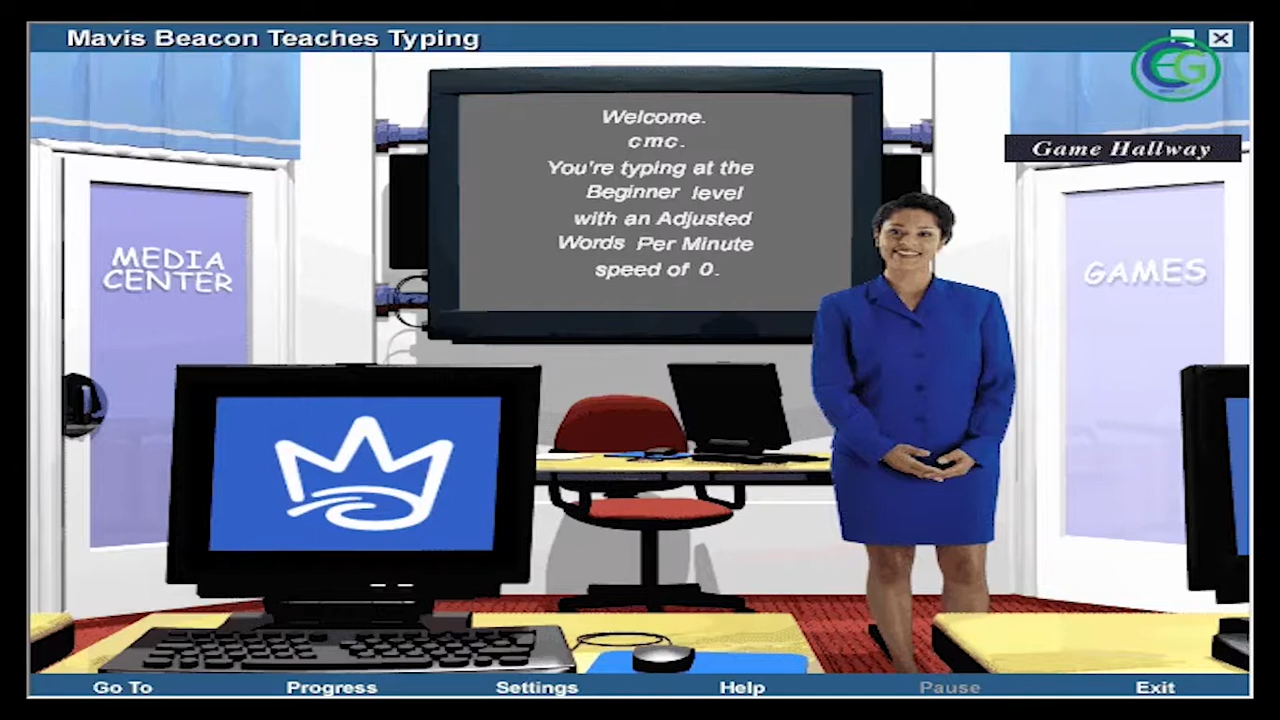 Mavis Beacon Teaches Typing
EG
Welcome.
cmc.
You're typing at the
Beginner level
with an Adjusted
Words Per Minute
speed of 0.
Game Hallway
MEDIA
CENTER
GAMES
Go To
Progress
Settings
Help
Pause
Exit